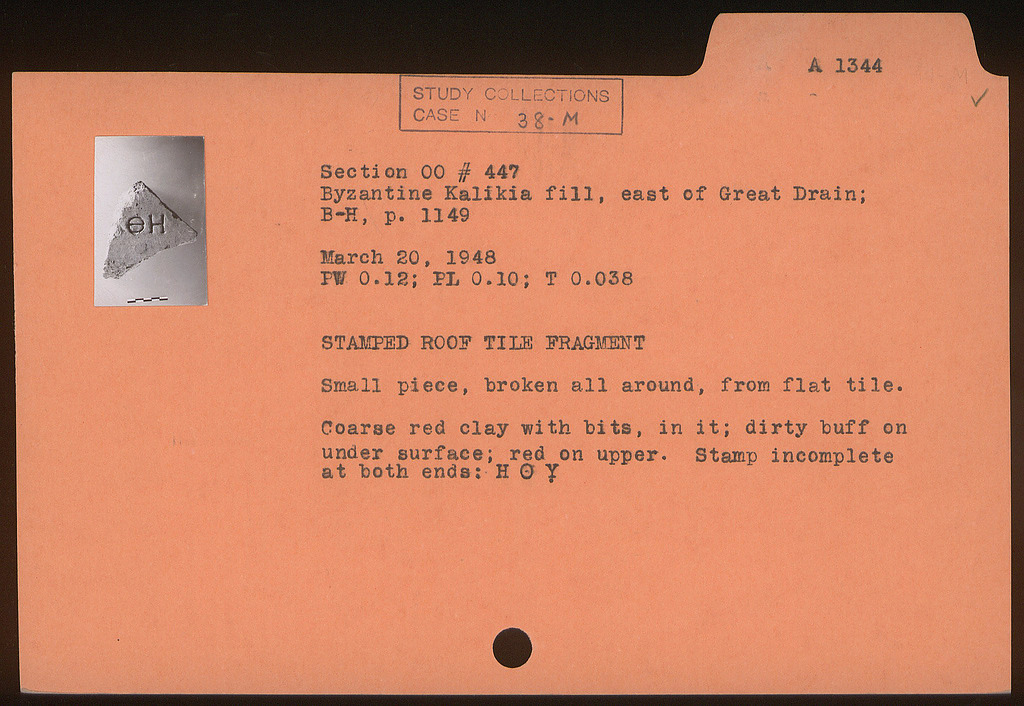 A 1344
✓
STUDY COLLECTIONS
CASE N 38-M
ΘΗ
Section OO # 447
Byzantine Kalikia fill, east of Great Drain;
B-H, p. 1149
March 20, 1948
PW 0.12; PL 0.10; T 0.038
STAMPED ROOF TILE FRAGMENT
Small piece, broken all around, from flat tile.
Coarse red clay with bits, in it; dirty buff on
under surface; red on upper. Stamp incomplete
at both ends: Η Θ Υ